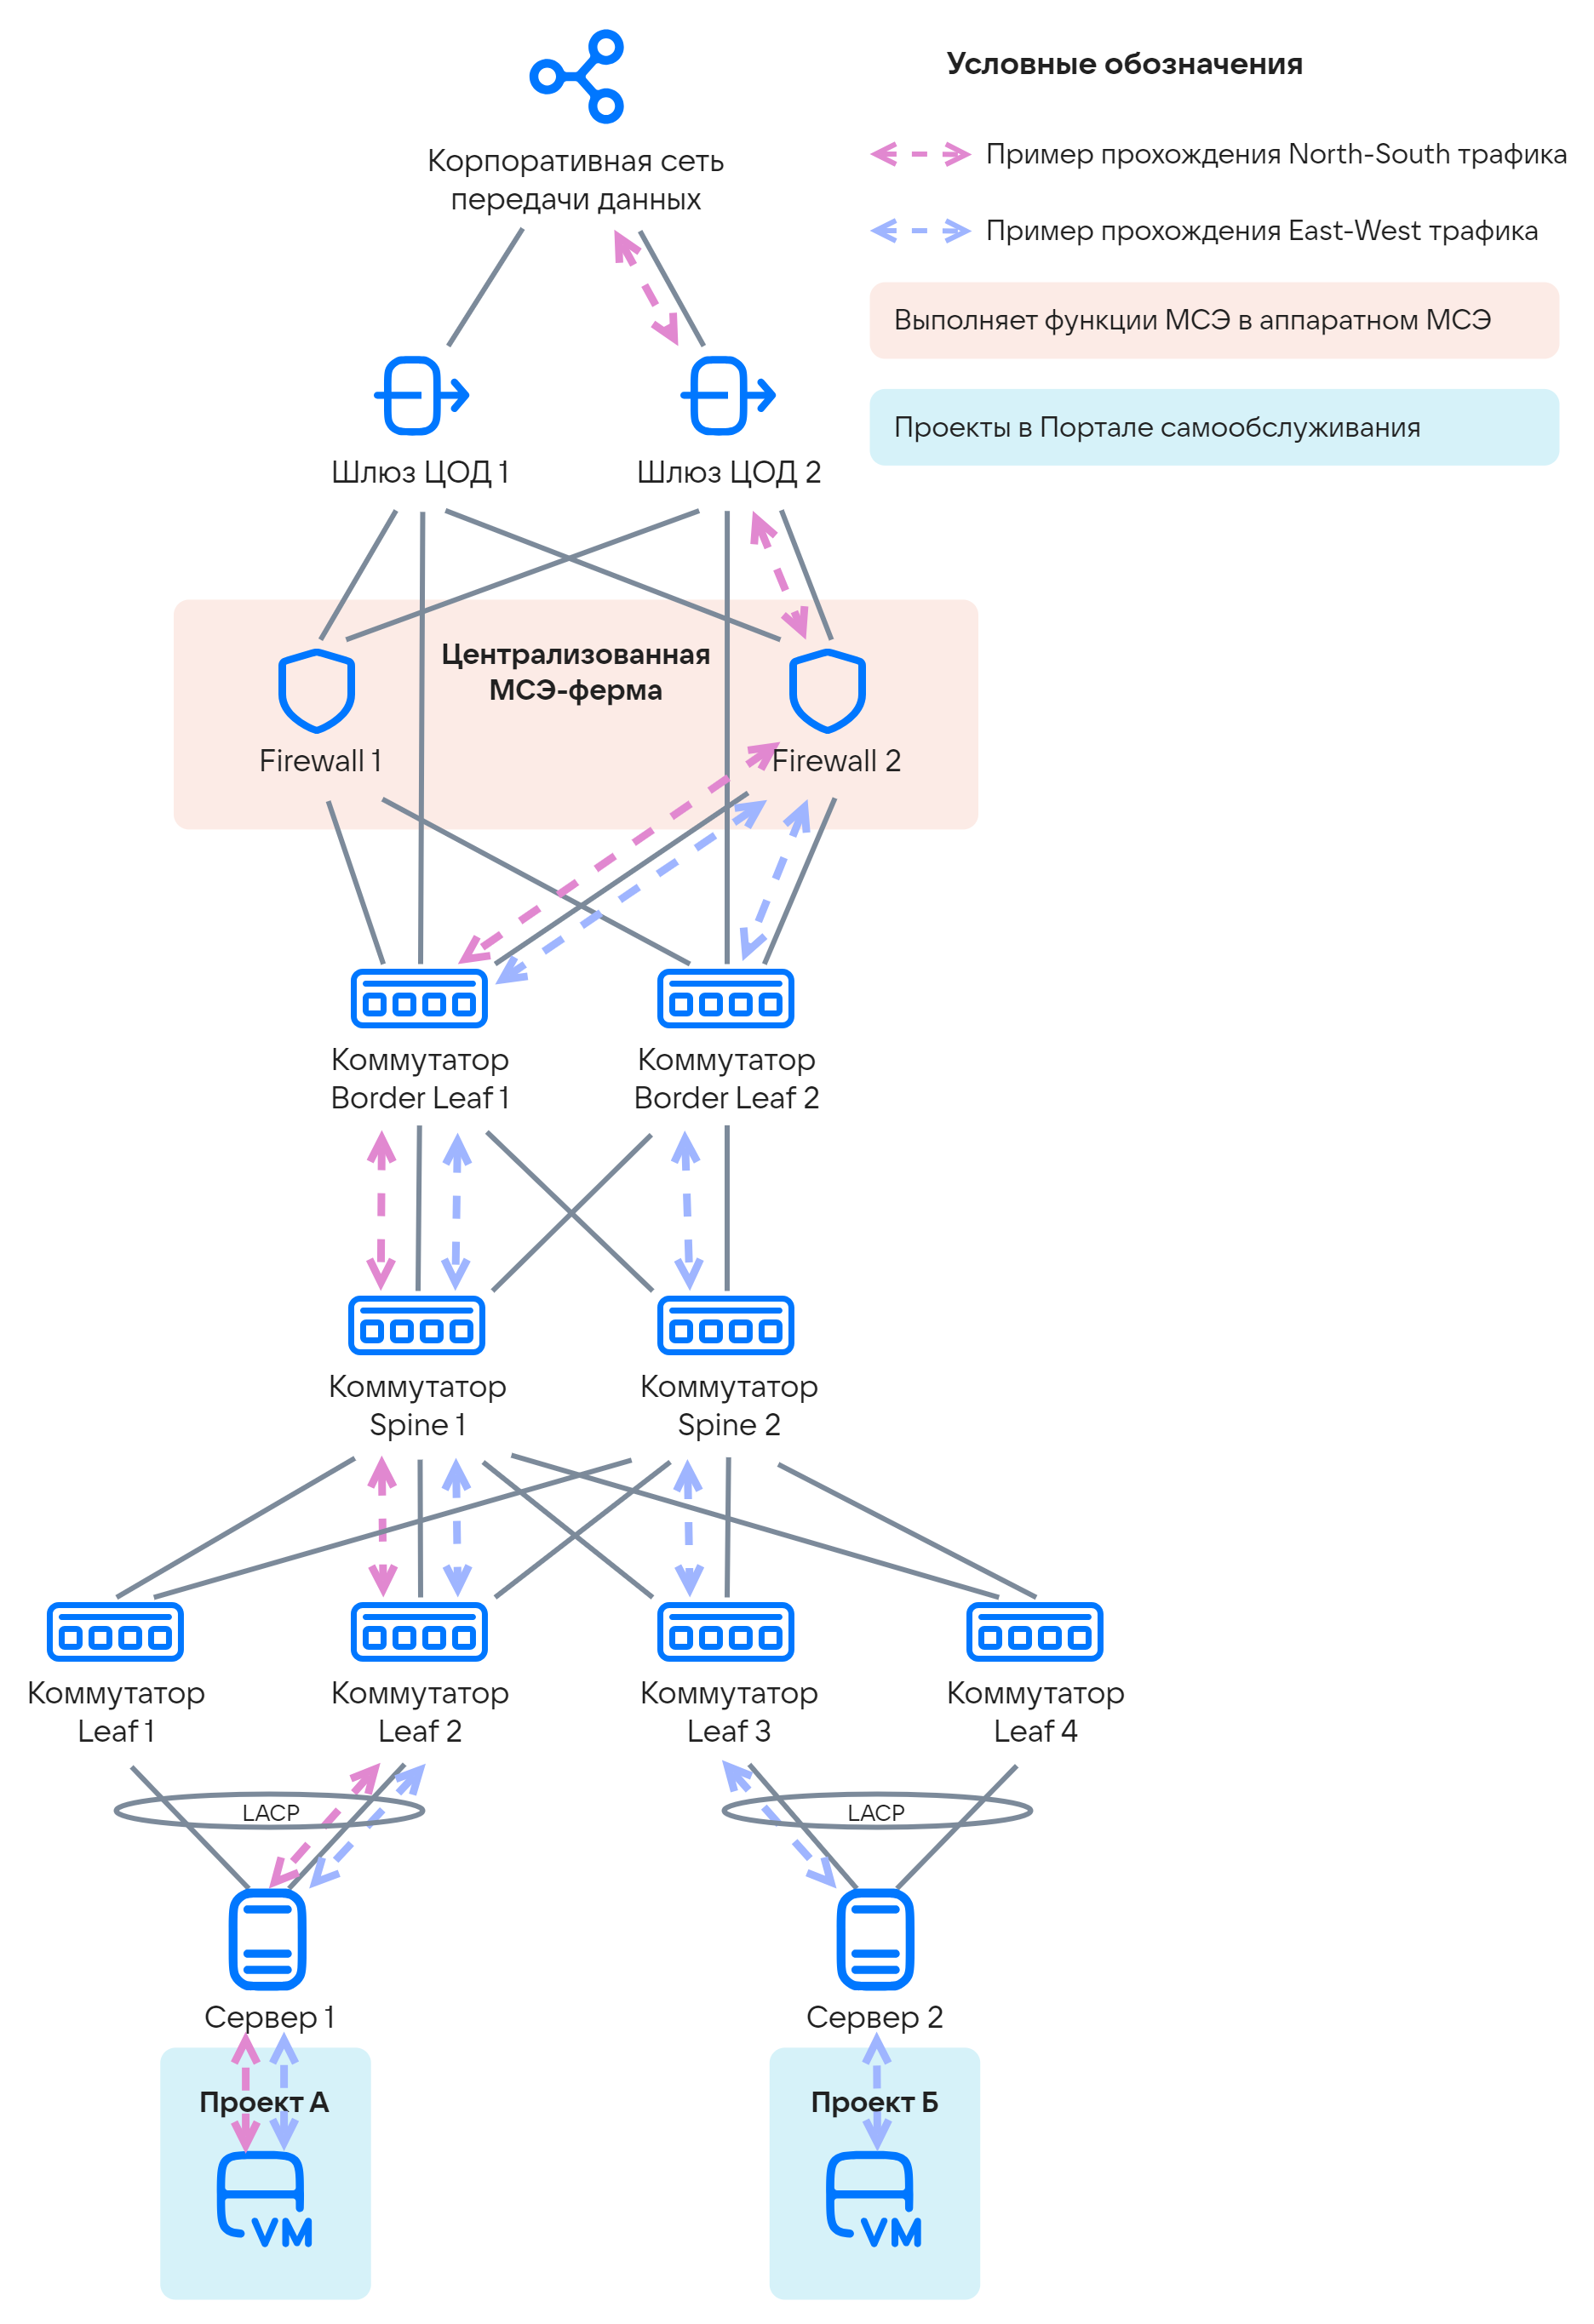 Условные обозначения
Корпоративная сеть
передачи данных
Пример прохождения North-South трафика
Пример прохождения East-West трафика
Выполняет функции МСЭ в аппаратном МСЭ
Проекты в Портале самообслуживания
Шлюз ЦОД 1
Шлюз ЦОД 2
Централизованная
МСЭ-ферма
Firewall 1
Firewall 2
Коммутатор
Border Leaf 1
Коммутатор
Border Leaf 2
Коммутатор
Spine 1
Коммутатор
Spine 2
Коммутатор
Leaf 1
Коммутатор
Leaf 2
Коммутатор
Leaf 3
Коммутатор
Leaf 4
LACP
LACP
Сервер 1
Сервер 2
Проект А
Проект Б
VM
VM